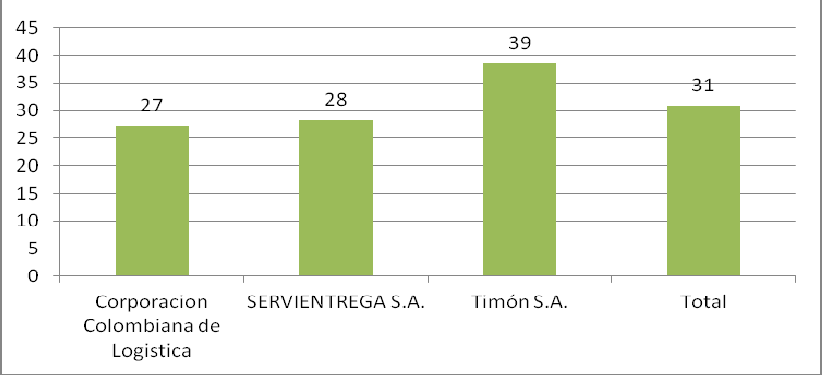 45
40
35
30
25
20
15
10
5
0
27
28
39
31
Corporacion
Colombiana de
Logistica
SERVIENTREGA S.A.
Timón S.A.
Total